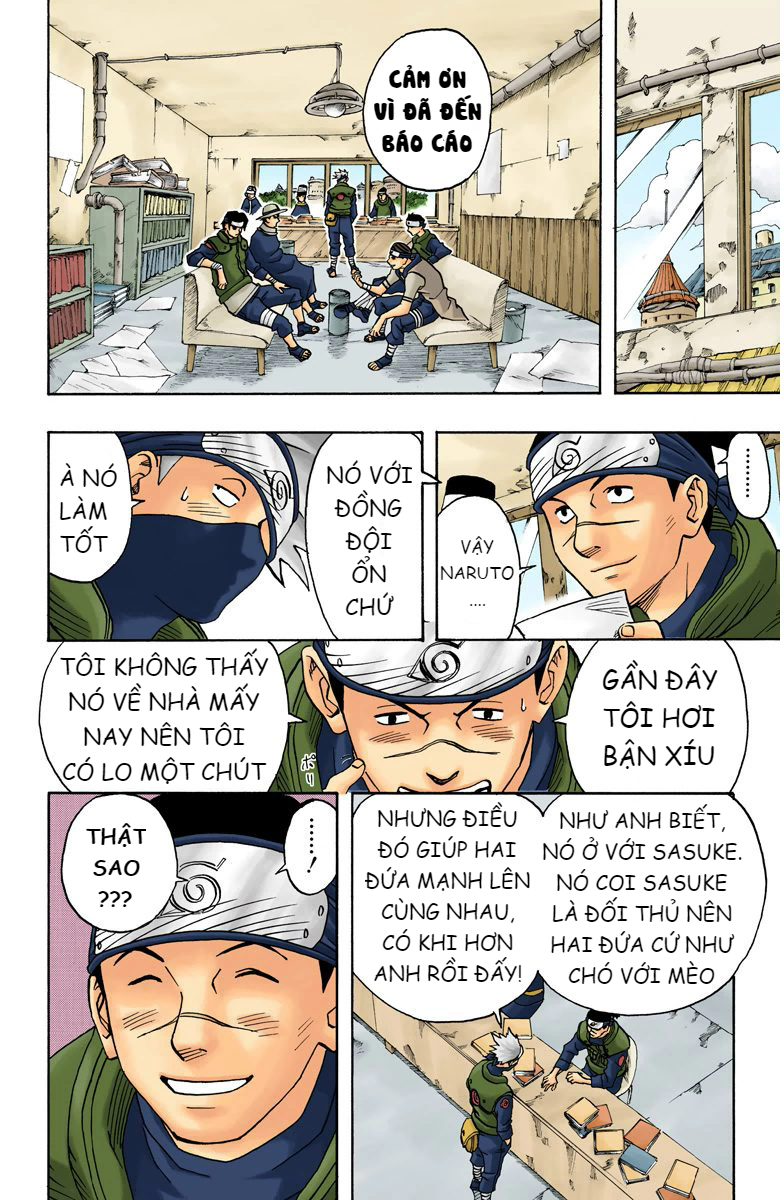 CẢM ƠN
VÌ ĐÃ ĐẾN
BÁO CÁO
........
VẬY
NARUTO
....
NÓ VỚI
ĐỒNG
ĐỘI
ỔN
CHỨ
À NÓ
LÀM
TỐT
GẦN ĐÂY
TÔI HƠI
BẬN XÍU
TÔI KHÔNG THẤY
NÓ VỀ NHÀ MẤY
NAY NÊN TÔI
CÓ LO MỘT CHÚT
ポリ
NHƯ ANH BIẾT,
NÓ Ở VỚI SASUKE.
NÓ COI SASUKE
LÀ ĐỐI THỦ NÊN
HAI ĐỨA CỨ NHƯ
CHÓ VỚI MÈO
NHƯNG ĐIỀU
ĐÓ GIÚP HAI
ĐỨA MẠNH LÊN
CÙNG NHAU,
CÓ KHI HƠN
ANH RỒI ĐẤY!
......!
THẬT
SAO
???